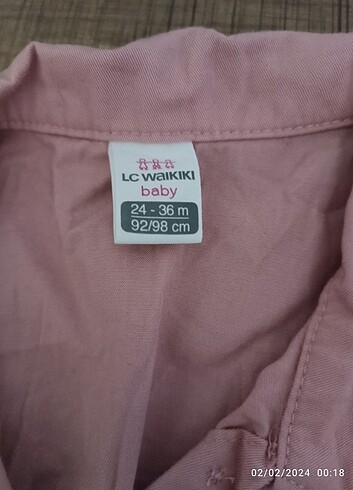 LC WAIKIKI
baby
24 - 36 m
92/98 cm
02/02/2024 00:18